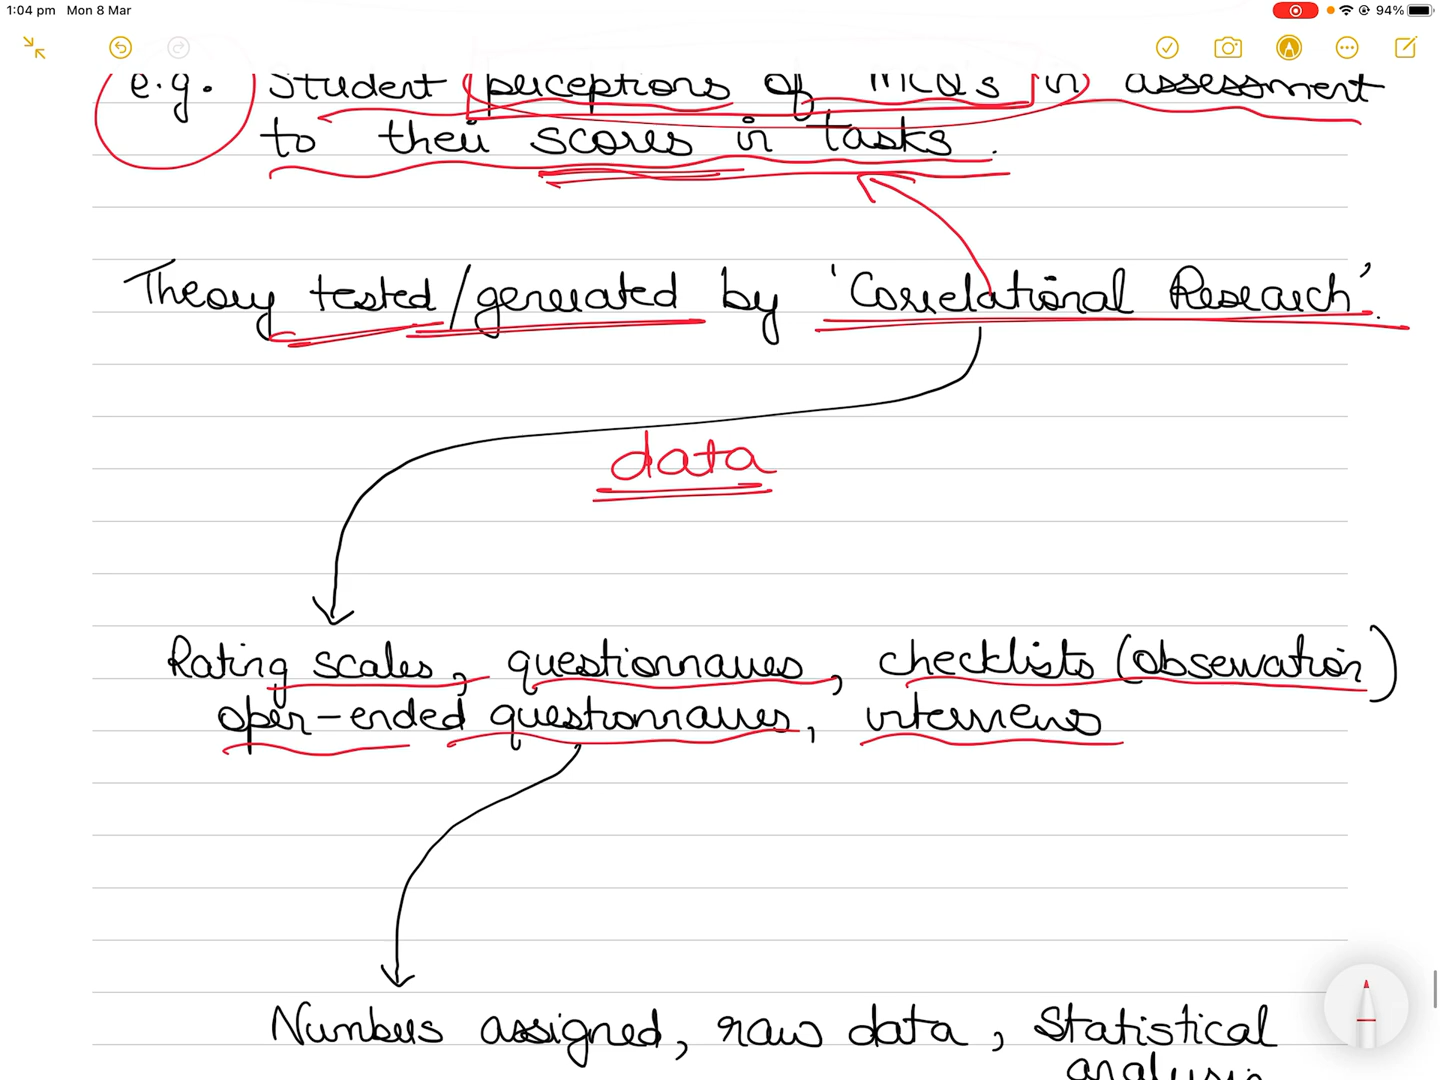 1:04 pm Mon 8 Mar 94%
e.g. Student perceptions of MCQ's in assessment
to their scores in tasks.
Theory tested/generated by 'Correlational Research'.
data
Rating scales, questionnaires, checklists (observation)
open-ended questionnaires, interviews
Numbers assigned, raw data, Statistical
analysis